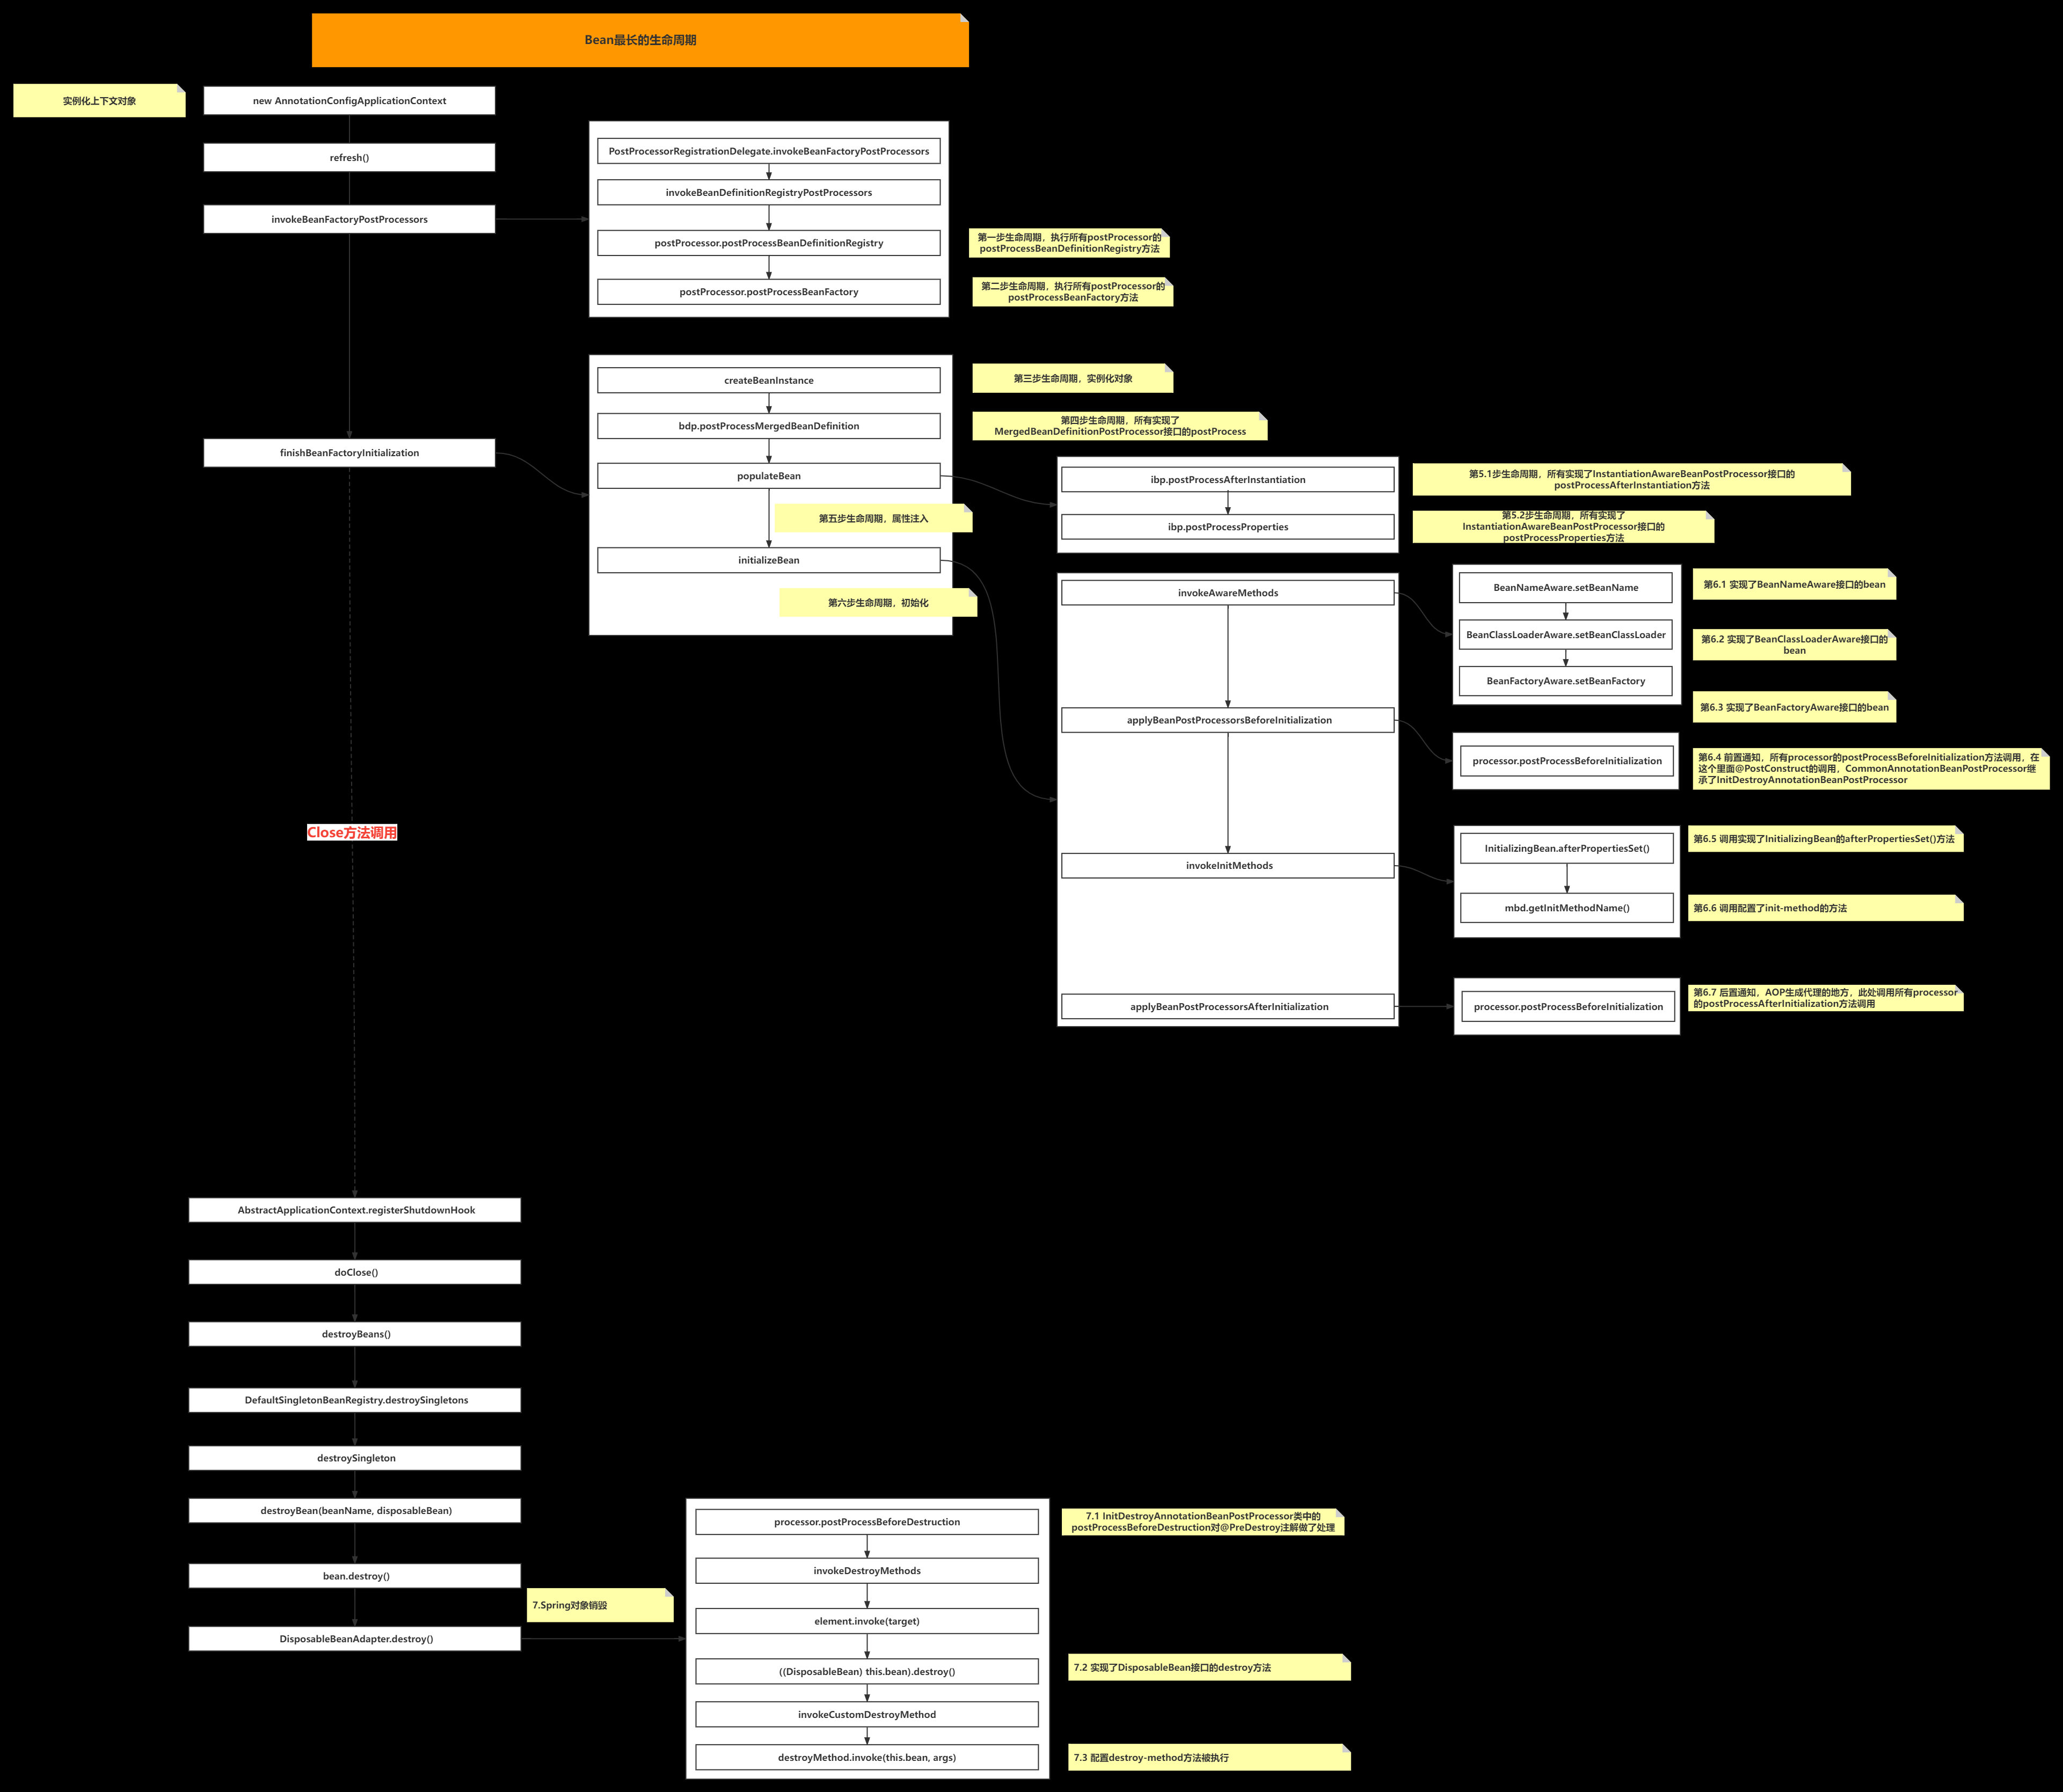 Bean最长的生命周期
实例化上下文对象
new AnnotationConfigApplicationContext
refresh()
invokeBeanFactoryPostProcessors
PostProcessorRegistrationDelegate.invokeBeanFactoryPostProcessors
invokeBeanDefinitionRegistryPostProcessors
postProcessor.postProcessBeanDefinitionRegistry
postProcessor.postProcessBeanFactory
第一步生命周期，执行所有postProcessor的
postProcessBeanDefinitionRegistry方法
第二步生命周期，执行所有postProcessor的
postProcessBeanFactory方法
finishBeanFactoryInitialization
createBeanInstance
bdp.postProcessMergedBeanDefinition
populateBean
第五步生命周期，属性注入
initializeBean
第六步生命周期，初始化
第三步生命周期，实例化对象
第四步生命周期，所有实现了
MergedBeanDefinitionPostProcessor接口的postProcess
ibp.postProcessAfterInstantiation
ibp.postProcessProperties
第5.1步生命周期，所有实现了InstantiationAwareBeanPostProcessor接口的
postProcessAfterInstantiation方法
第5.2步生命周期，所有实现了
InstantiationAwareBeanPostProcessor接口的
postProcessProperties方法
invokeAwareMethods
applyBeanPostProcessorsBeforeInitialization
invokeInitMethods
applyBeanPostProcessorsAfterInitialization
BeanNameAware.setBeanName
BeanClassLoaderAware.setBeanClassLoader
BeanFactoryAware.setBeanFactory
第6.1 实现了BeanNameAware接口的bean
第6.2 实现了BeanClassLoaderAware接口的
bean
第6.3 实现了BeanFactoryAware接口的bean
processor.postProcessBeforeInitialization
第6.4 前置通知，所有processor的postProcessBeforeInitialization方法调用，在
这个里面@PostConstruct的调用，CommonAnnotationBeanPostProcessor继
承了InitDestroyAnnotationBeanPostProcessor
InitializingBean.afterPropertiesSet()
mbd.getInitMethodName()
第6.5 调用实现了InitializingBean的afterPropertiesSet()方法
第6.6 调用配置了init-method的方法
processor.postProcessBeforeInitialization
第6.7 后置通知，AOP生成代理的地方，此处调用所有processor
的postProcessAfterInitialization方法调用
Close方法调用
AbstractApplicationContext.registerShutdownHook
doClose()
destroyBeans()
DefaultSingletonBeanRegistry.destroySingletons
destroySingleton
destroyBean(beanName, disposableBean)
bean.destroy()
DisposableBeanAdapter.destroy()
7.Spring对象销毁
processor.postProcessBeforeDestruction
invokeDestroyMethods
element.invoke(target)
((DisposableBean) this.bean).destroy()
invokeCustomDestroyMethod
destroyMethod.invoke(this.bean, args)
7.1 InitDestroyAnnotationBeanPostProcessor类中的
postProcessBeforeDestruction对@PreDestroy注解做了处理
7.2 实现了DisposableBean接口的destroy方法
7.3 配置destroy-method方法被执行